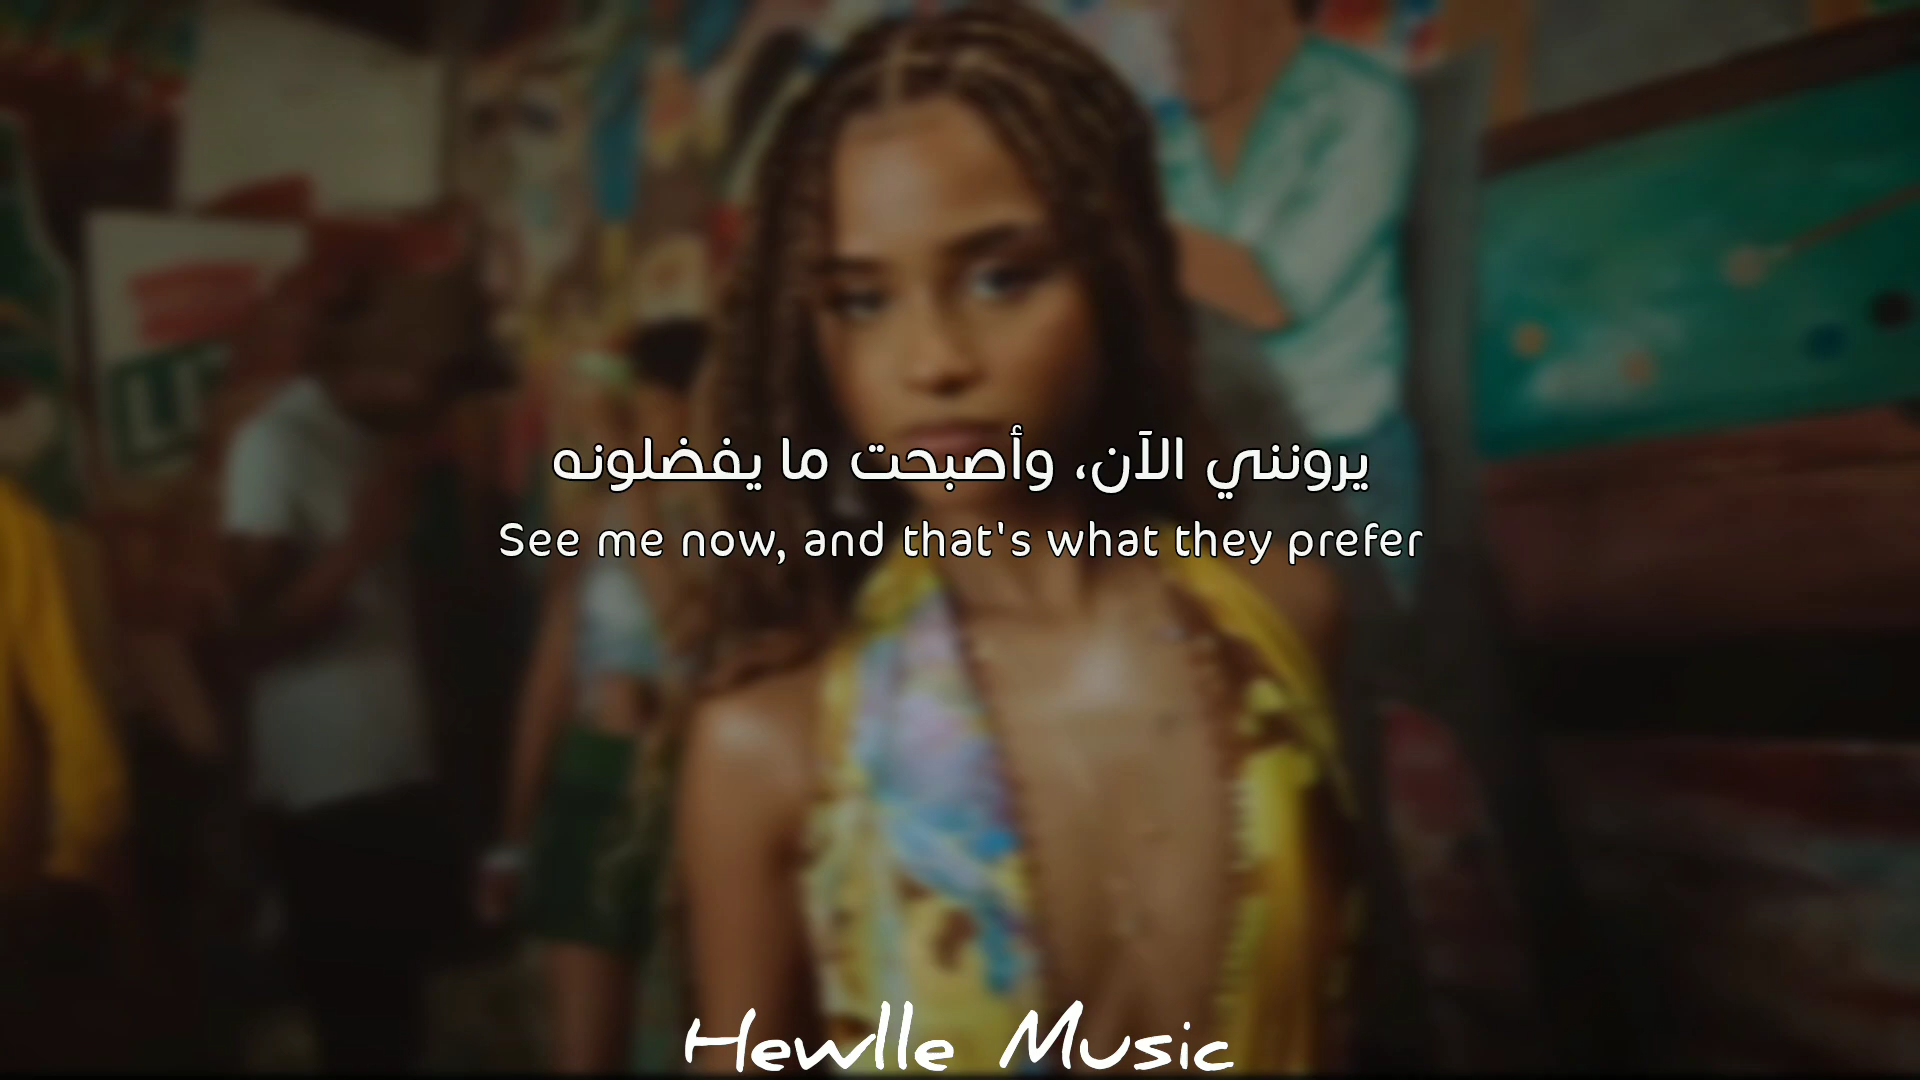 يرونني الآن، وأصبحت ما يفضلونه
See me now, and that's what they prefer
Hewlle Music